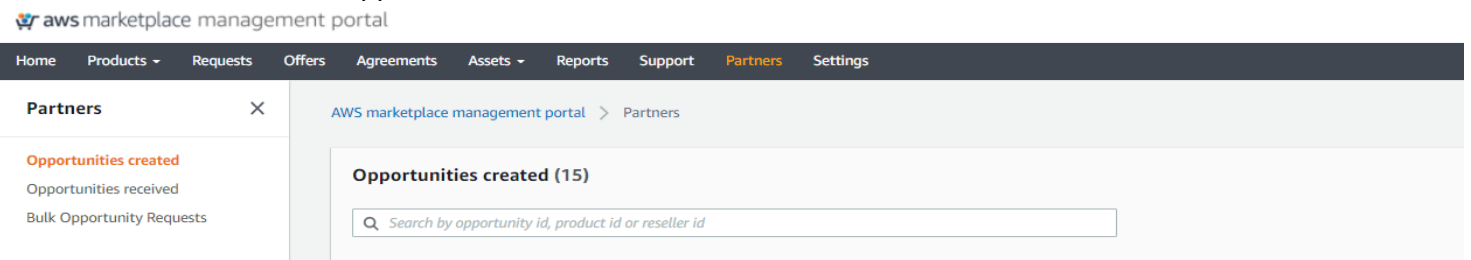 aws marketplace management portal
Home Products Requests Offers Agreements Assets Reports Support Partners Settings
Partners
AWS marketplace management portal > Partners
Opportunities created
Opportunities received
Bulk Opportunity Requests
Opportunities created (15)
Search by opportunity id, product id or reseller id